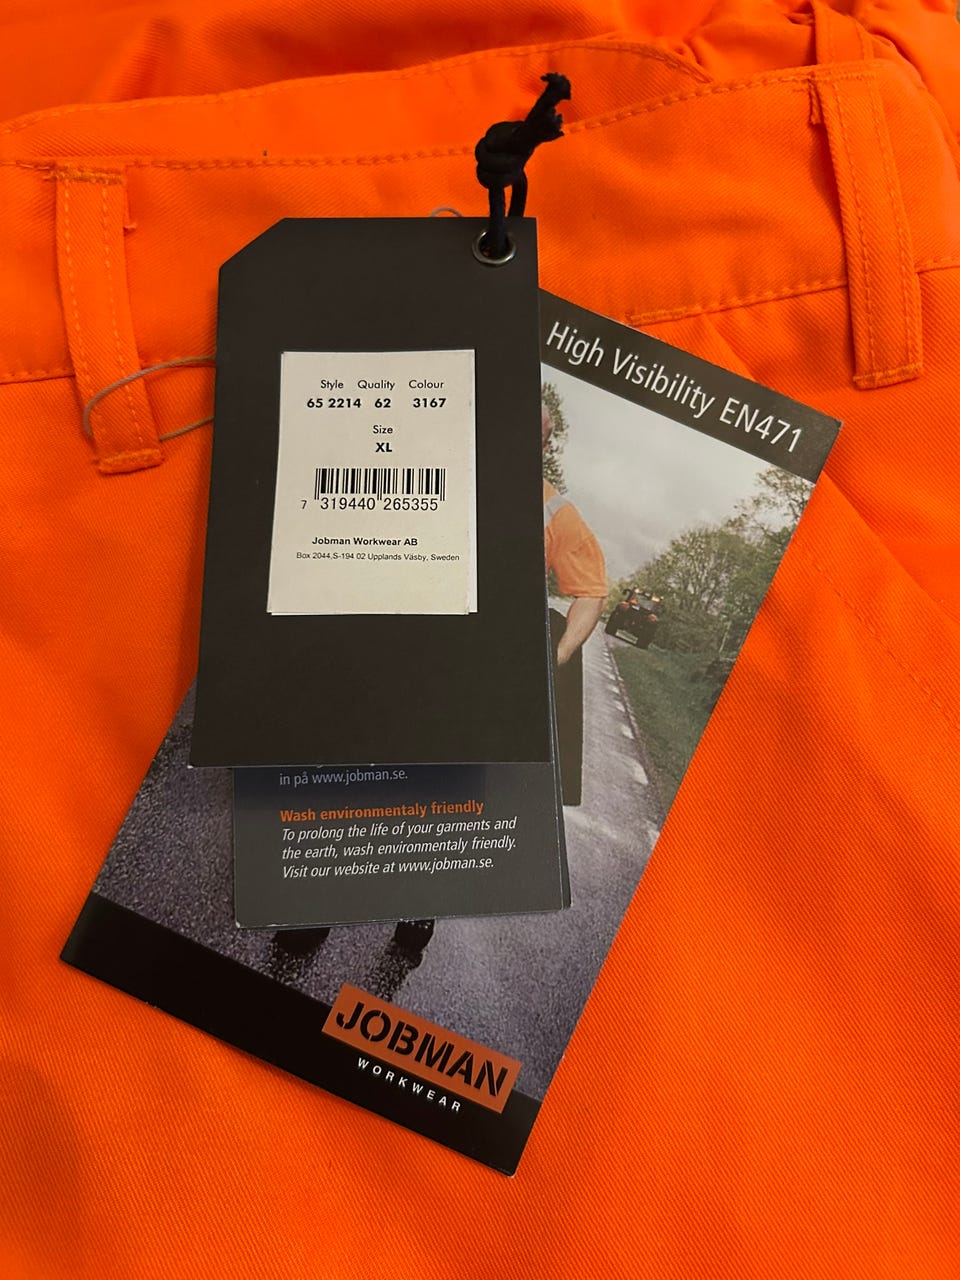 High Visibility EN471
Style Quality Colour
65 2214 62 3167
Size
XL
7 319440 265355
Jobman Workwear AB
Box 2044,S-194 02 Upplands Väsby, Sweden
in på www.jobman.se.
Wash environmentaly friendly
To prolong the life of your garments and
the earth, wash environmentaly friendly.
Visit our website at www.jobman.se.
JOBMAN
WORKWEAR